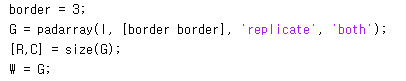 border = 3;
G = padarray(I, [border border], 'replicate', 'both');
[R,C] = size(G);
W = G;